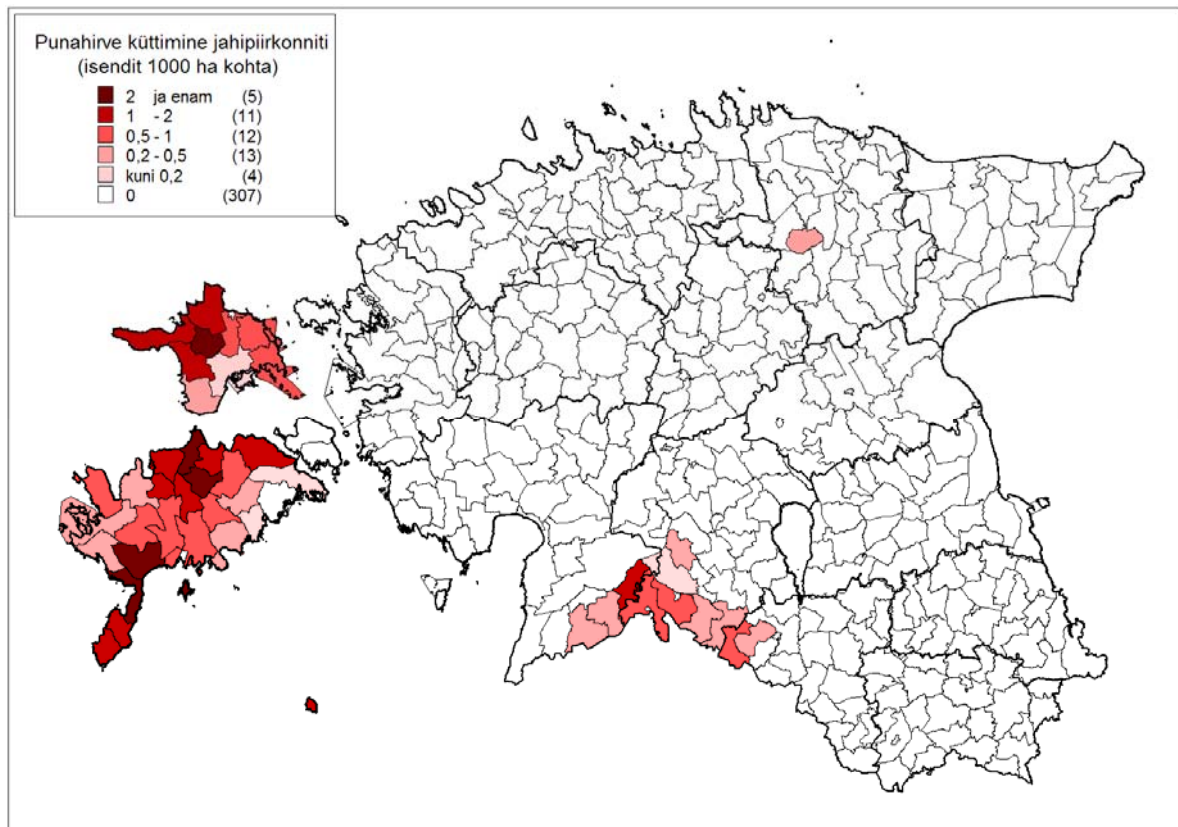 Punahirve küttimine jahipiirkonniti
(isendit 1000 ha kohta)
2 ja enam (5)
1 - 2 (11)
0,5 - 1 (12)
0,2 - 0,5 (13)
kuni 0,2 (4)
0 (307)